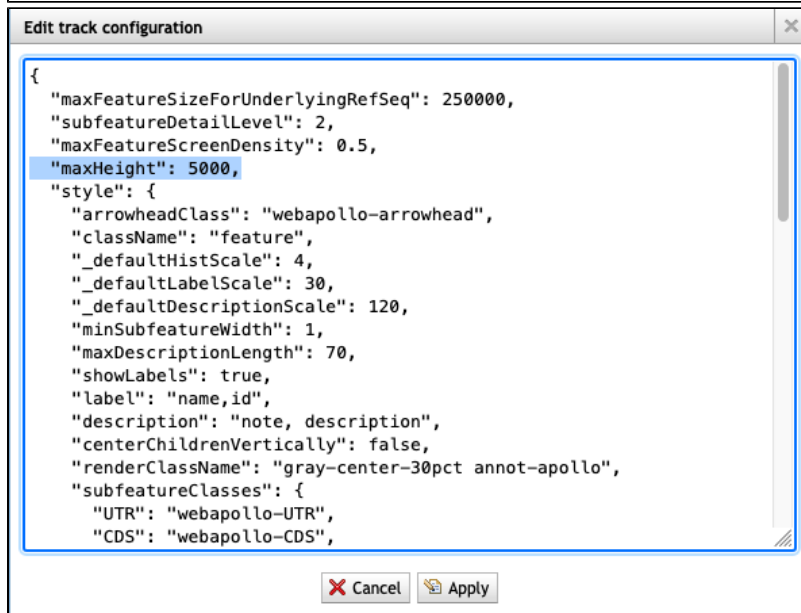 Edit track configuration
{
  "maxFeatureSizeForUnderlyingRefSeq": 250000,
  "subfeatureDetailLevel": 2,
  "maxFeatureScreenDensity": 0.5,
  "maxHeight": 5000,
  "style": {
    "arrowheadClass": "webapollo-arrowhead",
    "className": "feature",
    "_defaultHistScale": 4,
    "_defaultLabelScale": 30,
    "_defaultDescriptionScale": 120,
    "minSubfeatureWidth": 1,
    "maxDescriptionLength": 70,
    "showLabels": true,
    "label": "name,id",
    "description": "note, description",
    "centerChildrenVertically": false,
    "renderClassName": "gray-center-30pct annot-apollo",
    "subfeatureClasses": {
      "UTR": "webapollo-UTR",
      "CDS": "webapollo-CDS",
Cancel Apply